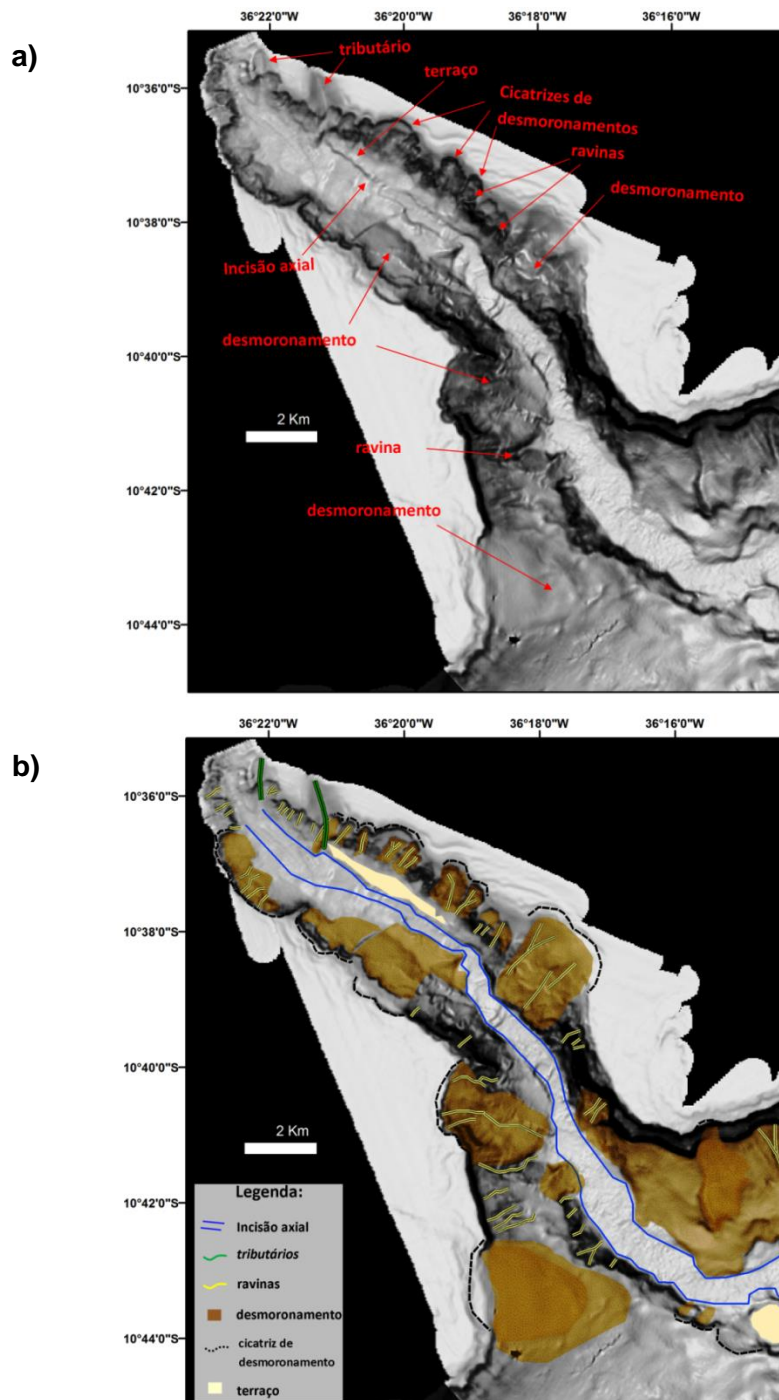 a)
36°22'0"W 36°20'0"W 36°18'0"W 36°16'0"W
tributário
10°36'0"S
terraço
Cicatrizes de
desmoronamentos
ravinas
desmoronamento
10°38'0"S
Incisão axial
desmoronamento
10°40'0"S
2 Km
ravina
10°42'0"S
desmoronamento
10°44'0"S
b)
36°22'0"W 36°20'0"W 36°18'0"W 36°16'0"W
10°36'0"S
10°38'0"S
10°40'0"S
2 Km
10°42'0"S
Legenda:
Incisão axial
tributários
ravinas
desmoronamento
cicatriz de
desmoronamento
terraço
10°44'0"S